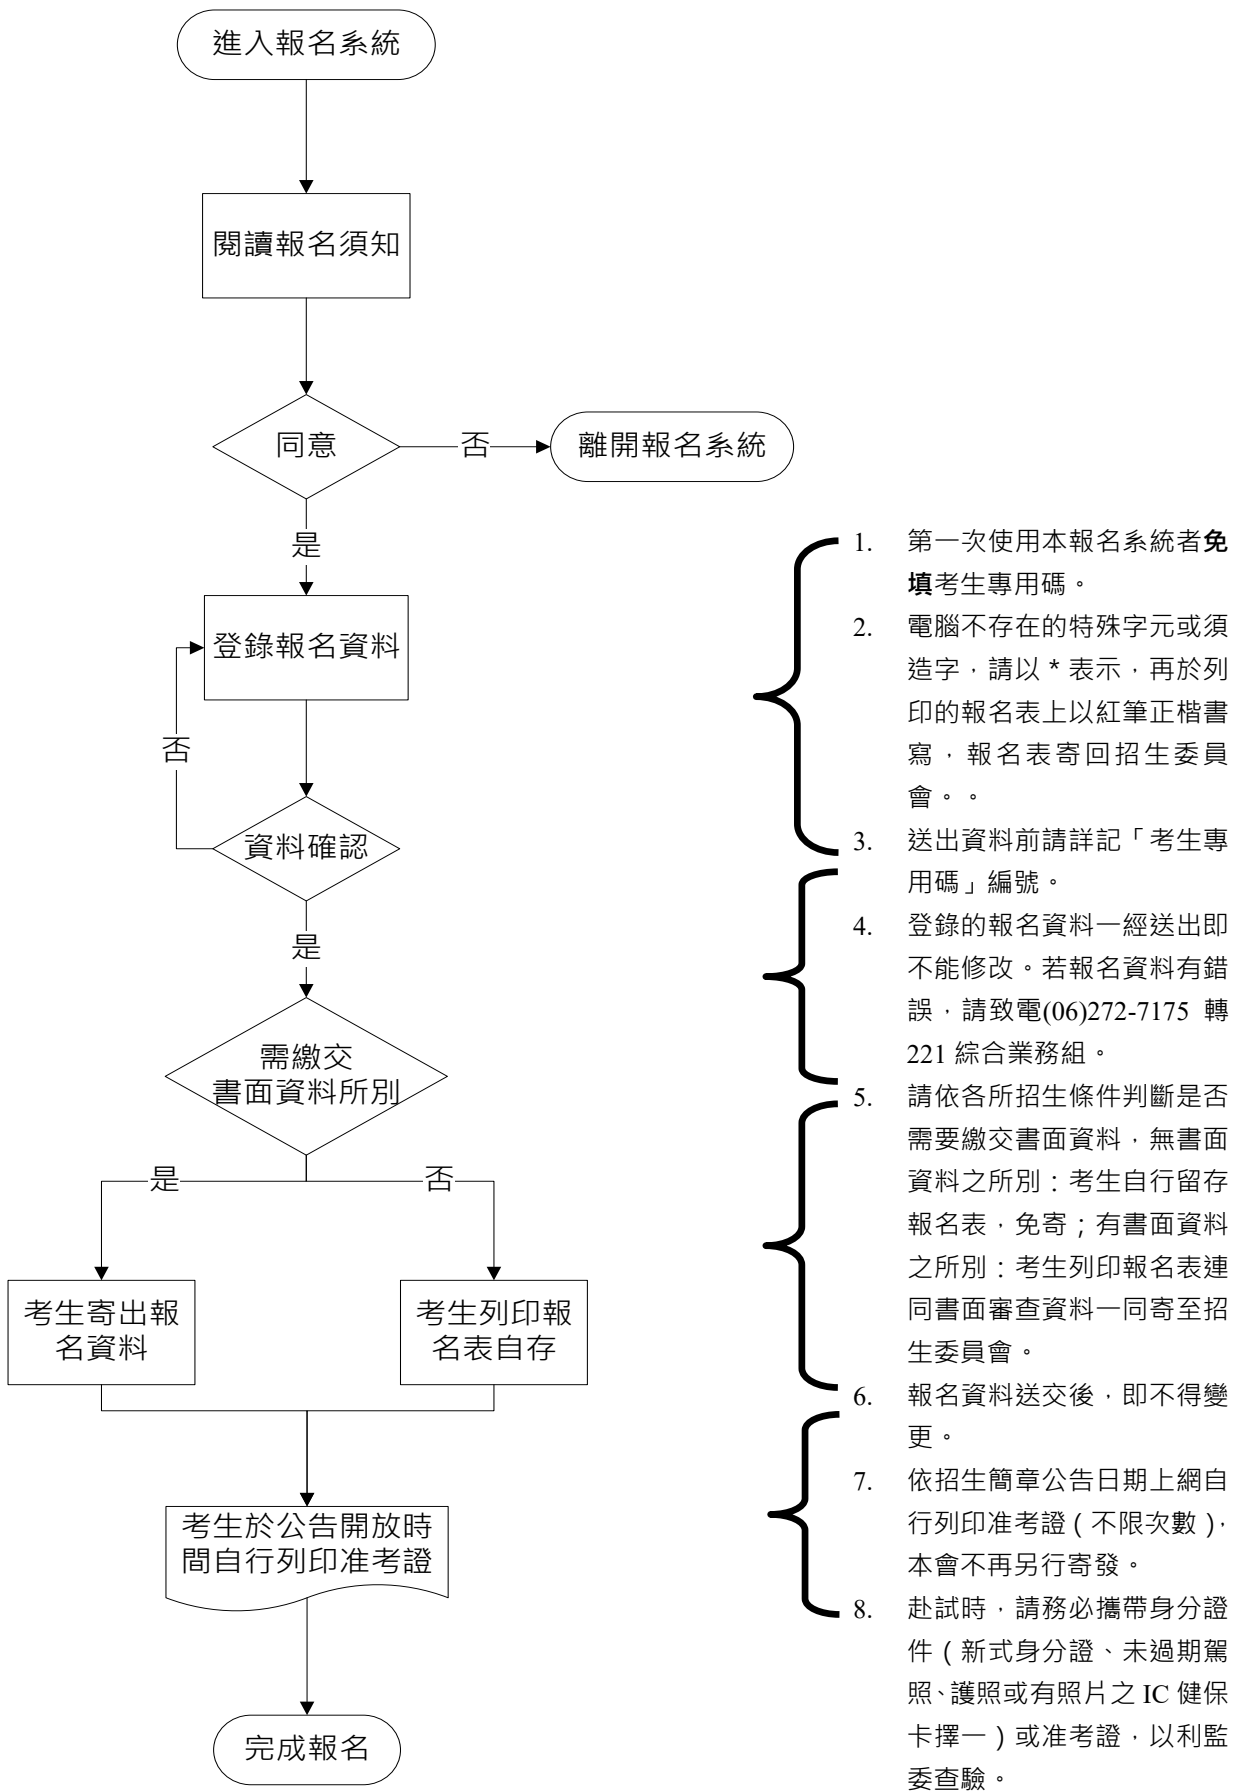 進入報名系統
閱讀報名須知
同意
否
離開報名系統
是
登錄報名資料
否
資料確認
是
需繳交
書面資料所別
是
否
考生寄出報
名資料
考生列印報
名表自存
考生於公告開放時
間自行列印准考證
完成報名
1. 第一次使用本報名系統者免
填考生專用碼。
2. 電腦不存在的特殊字元或須
造字，請以 * 表示，再於列
印的報名表上以紅筆正楷書
寫，報名表寄回招生委員
會。。
3. 送出資料前請詳記「考生專
用碼」編號。
4. 登錄的報名資料一經送出即
不能修改。若報名資料有錯
誤，請致電(06)272-7175 轉
221 綜合業務組。
5. 請依各所招生條件判斷是否
需要繳交書面資料，無書面
資料之所別：考生自行留存
報名表，免寄；有書面資料
之所別：考生列印報名表連
同書面審查資料一同寄至招
生委員會。
6. 報名資料送交後，即不得變
更。
7. 依招生簡章公告日期上網自
行列印准考證（不限次數），
本會不再另行寄發。
8. 赴試時，請務必攜帶身分證
件（新式身分證、未過期駕
照、護照或有照片之 IC 健保
卡擇一）或准考證，以利監
委查驗。